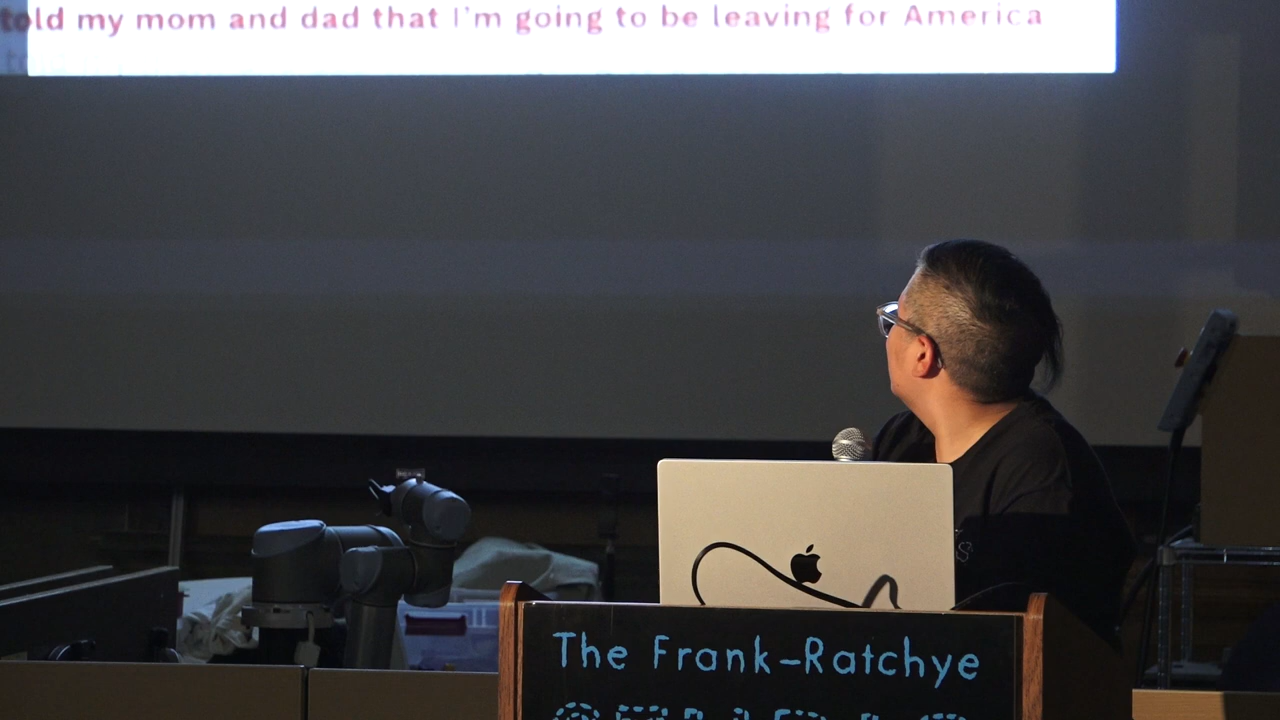 told my mom and dad that I'm going to be leaving for America
The Frank-Ratchye